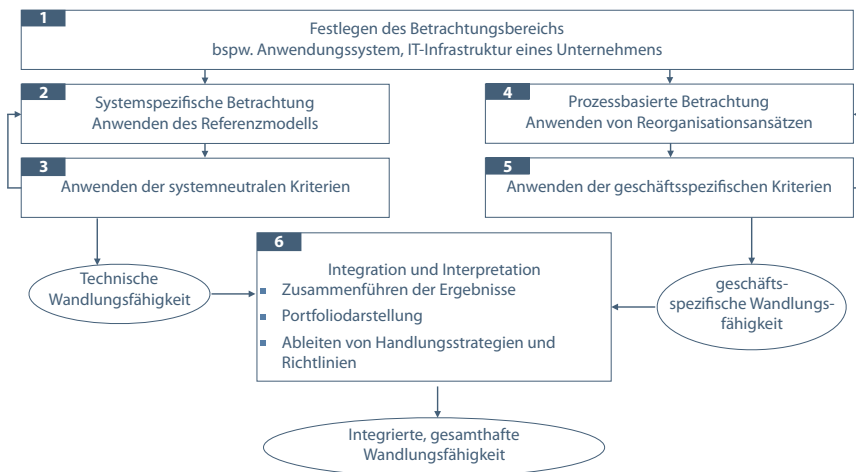 1
Festlegen des Betrachtungsbereichs
bspw. Anwendungssystem, IT-Infrastruktur eines Unternehmens
2
Systemspezifische Betrachtung
Anwenden des Referenzmodells
3
Anwenden der systemneutralen Kriterien
4
Prozessbasierte Betrachtung
Anwenden von Reorganisationsansätzen
5
Anwenden der geschäftsspezifischen Kriterien
Technische
Wandlungsfähigkeit
6
Integration und Interpretation
Zusammenführen der Ergebnisse
Portfoliodarstellung
Ableiten von Handlungsstrategien und
Richtlinien
geschäfts-
spezifische Wandlungs-
fähigkeit
Integrierte, gesamthafte
Wandlungsfähigkeit